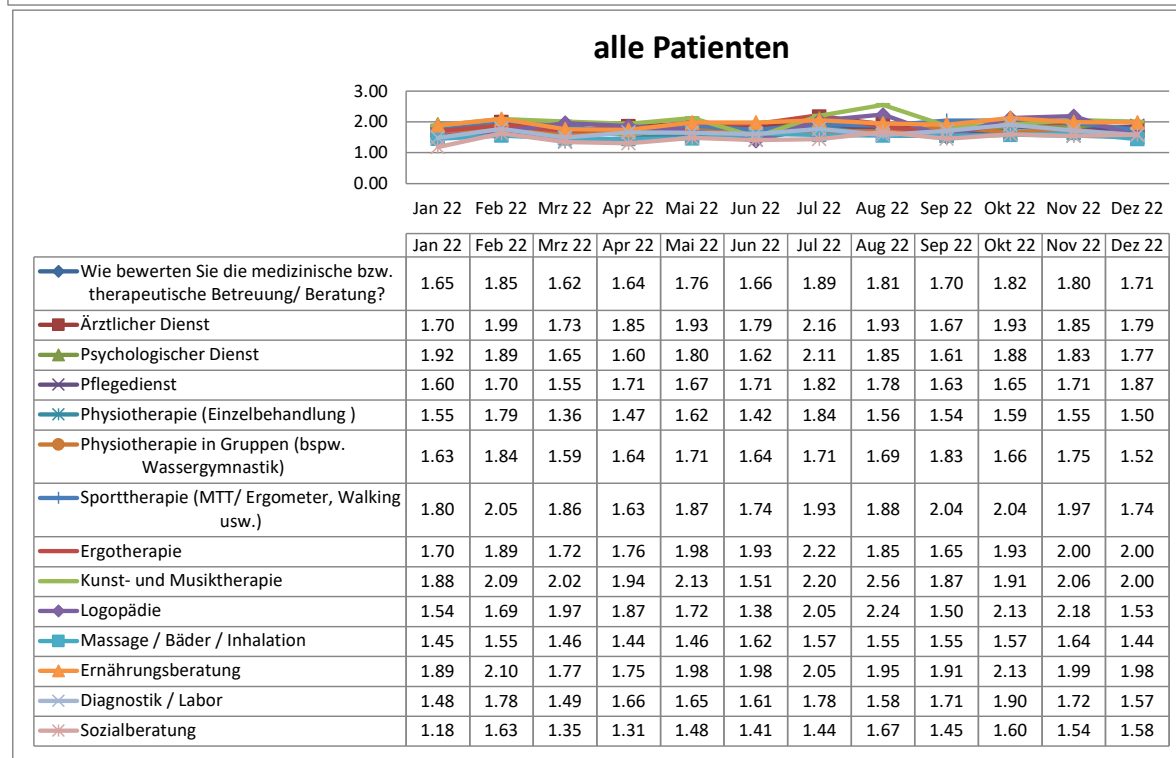 alle Patienten
3.00
2.00
1.00
0.00
Jan 22 Feb 22 Mrz 22 Apr 22 Mai 22 Jun 22 Jul 22 Aug 22 Sep 22 Okt 22 Nov 22 Dez 22
Jan 22 Feb 22 Mrz 22 Apr 22 Mai 22 Jun 22 Jul 22 Aug 22 Sep 22 Okt 22 Nov 22 Dez 22
Wie bewerten Sie die medizinische bzw.
therapeutische Betreuung/ Beratung?
1.65 1.85 1.62 1.64 1.76 1.66 1.89 1.81 1.70 1.82 1.80 1.71
Ärztlicher Dienst 1.70 1.99 1.73 1.85 1.93 1.79 2.16 1.93 1.67 1.93 1.85 1.79
Psychologischer Dienst 1.92 1.89 1.65 1.60 1.80 1.62 2.11 1.85 1.61 1.88 1.83 1.77
Pflegedienst 1.60 1.70 1.55 1.71 1.67 1.71 1.82 1.78 1.63 1.65 1.71 1.87
Physiotherapie (Einzelbehandlung ) 1.55 1.79 1.36 1.47 1.62 1.42 1.84 1.56 1.54 1.59 1.55 1.50
Physiotherapie in Gruppen (bspw.
Wassergymnastik)
1.63 1.84 1.59 1.64 1.71 1.64 1.71 1.69 1.83 1.66 1.75 1.52
Sporttherapie (MTT/ Ergometer, Walking
usw.)
1.80 2.05 1.86 1.63 1.87 1.74 1.93 1.88 2.04 2.04 1.97 1.74
Ergotherapie 1.70 1.89 1.72 1.76 1.98 1.93 2.22 1.85 1.65 1.93 2.00 2.00
Kunst- und Musiktherapie 1.88 2.09 2.02 1.94 2.13 1.51 2.20 2.56 1.87 1.91 2.06 2.00
Logopädie 1.54 1.69 1.97 1.87 1.72 1.38 2.05 2.24 1.50 2.13 2.18 1.53
Massage / Bäder / Inhalation 1.45 1.55 1.46 1.44 1.46 1.62 1.57 1.55 1.55 1.57 1.64 1.44
Ernährungsberatung 1.89 2.10 1.77 1.75 1.98 1.98 2.05 1.95 1.91 2.13 1.99 1.98
Diagnostik / Labor 1.48 1.78 1.49 1.66 1.65 1.61 1.78 1.58 1.71 1.90 1.72 1.57
Sozialberatung 1.18 1.63 1.35 1.31 1.48 1.41 1.44 1.67 1.45 1.60 1.54 1.58